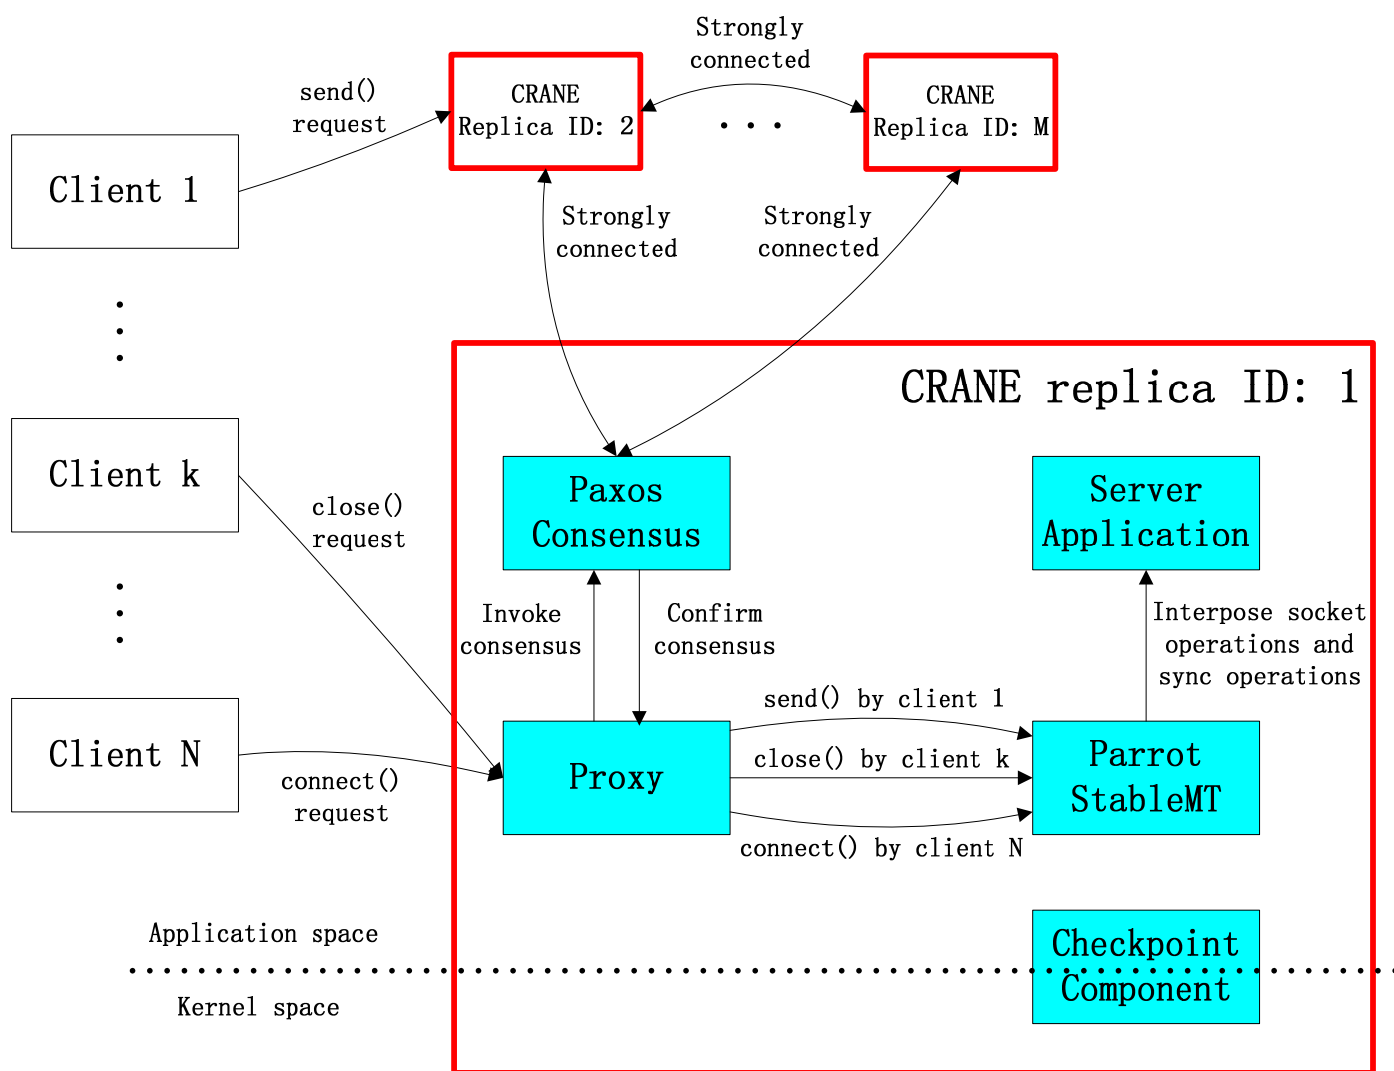 Strongly
connected
send()
request
CRANE
Replica ID: 2
. . .
CRANE
Replica ID: M
Client 1
Strongly
connected
Strongly
connected
CRANE replica ID: 1
Client k
close()
request
Paxos
Consensus
Server
Application
Invoke
consensus
Confirm
consensus
Interpose socket
operations and
sync operations
Client N
connect()
request
send() by client 1
close() by client k
connect() by client N
Proxy
Parrot
StableMT
Application space
Kernel space
Checkpoint
Component